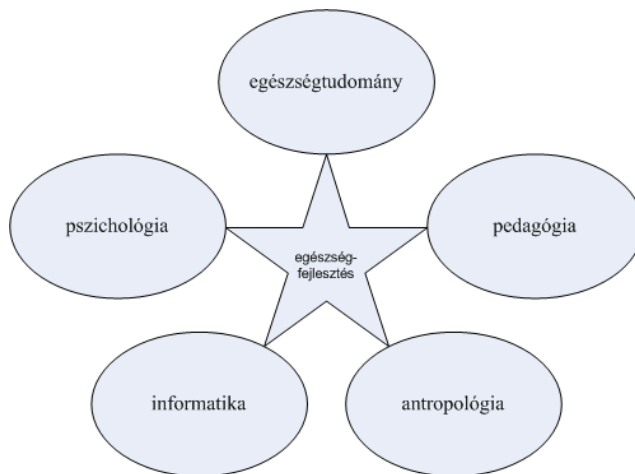 egészségtudomány
pszichológia
pedagógia
egészség-
fejlesztés
informatika
antropológia